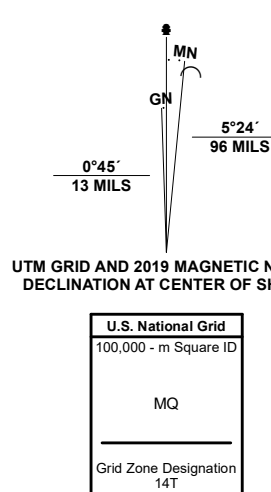 MN
GN
5°24´
96 MILS
0°45´
13 MILS
UTM GRID AND 2019 MAGNETIC N
DECLINATION AT CENTER OF SH
U.S. National Grid
100,000 - m Square ID
MQ
Grid Zone Designation
14T